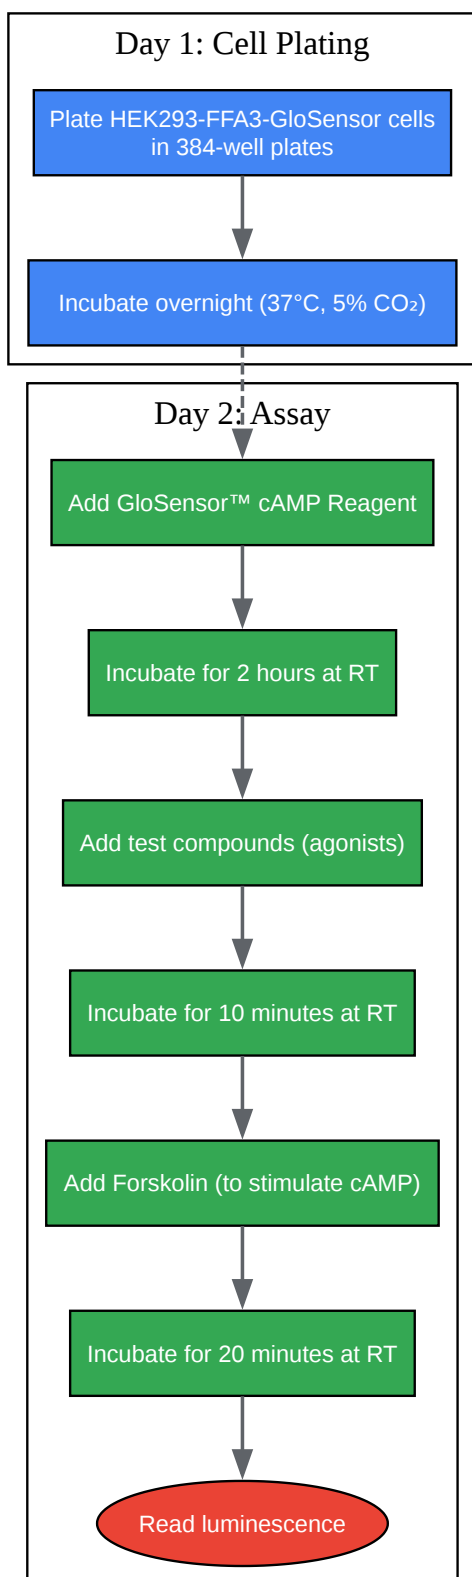 Day 1: Cell Plating
Plate HEK293-FFA3-GloSensor cells
in 384-well plates
Incubate overnight (37°C, 5% CO₂)
Day 2: Assay
Add GloSensor™ cAMP Reagent
Incubate for 2 hours at RT
Add test compounds (agonists)
Incubate for 10 minutes at RT
Add Forskolin (to stimulate cAMP)
Incubate for 20 minutes at RT
Read luminescence